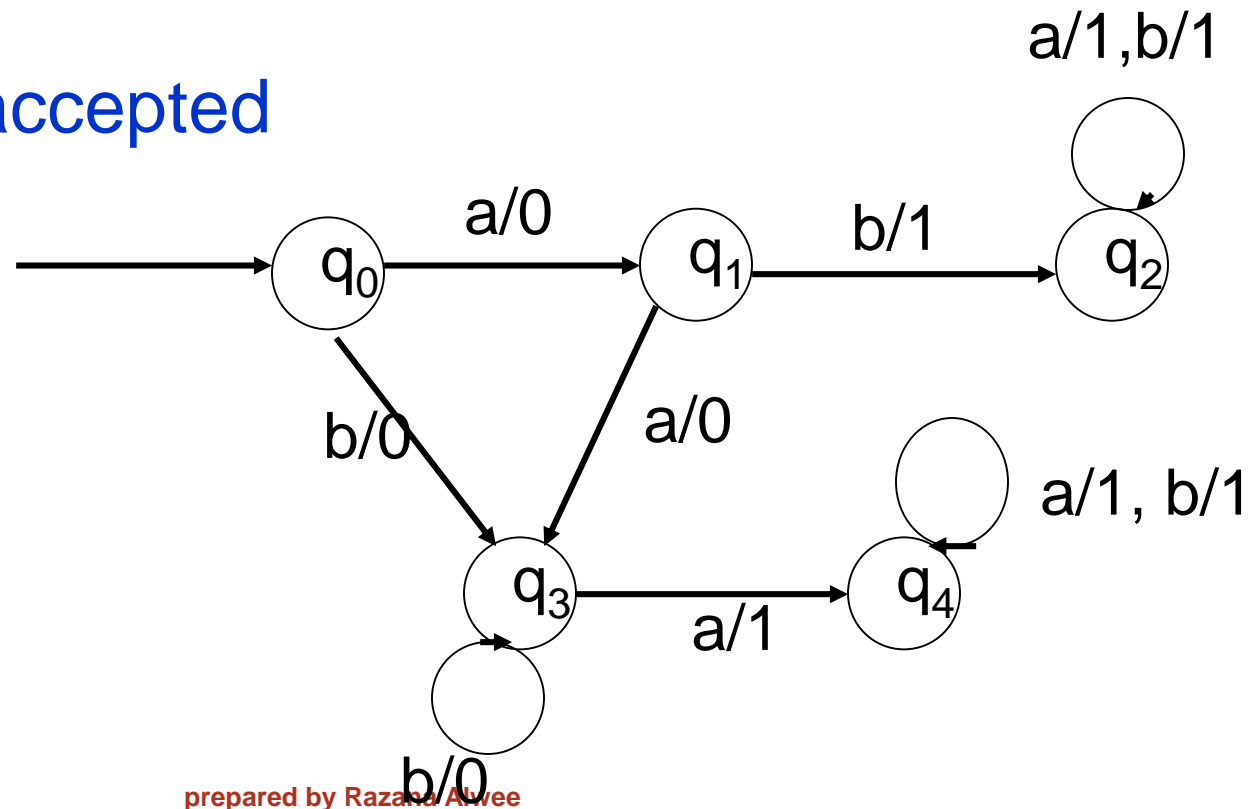 a/1,b/1
accepted
a/0
b/1
q₀
q₁
q₂
b/0
a/0
a/1, b/1
q₃
q₄
a/1
b/0
prepared by Razana Alwee